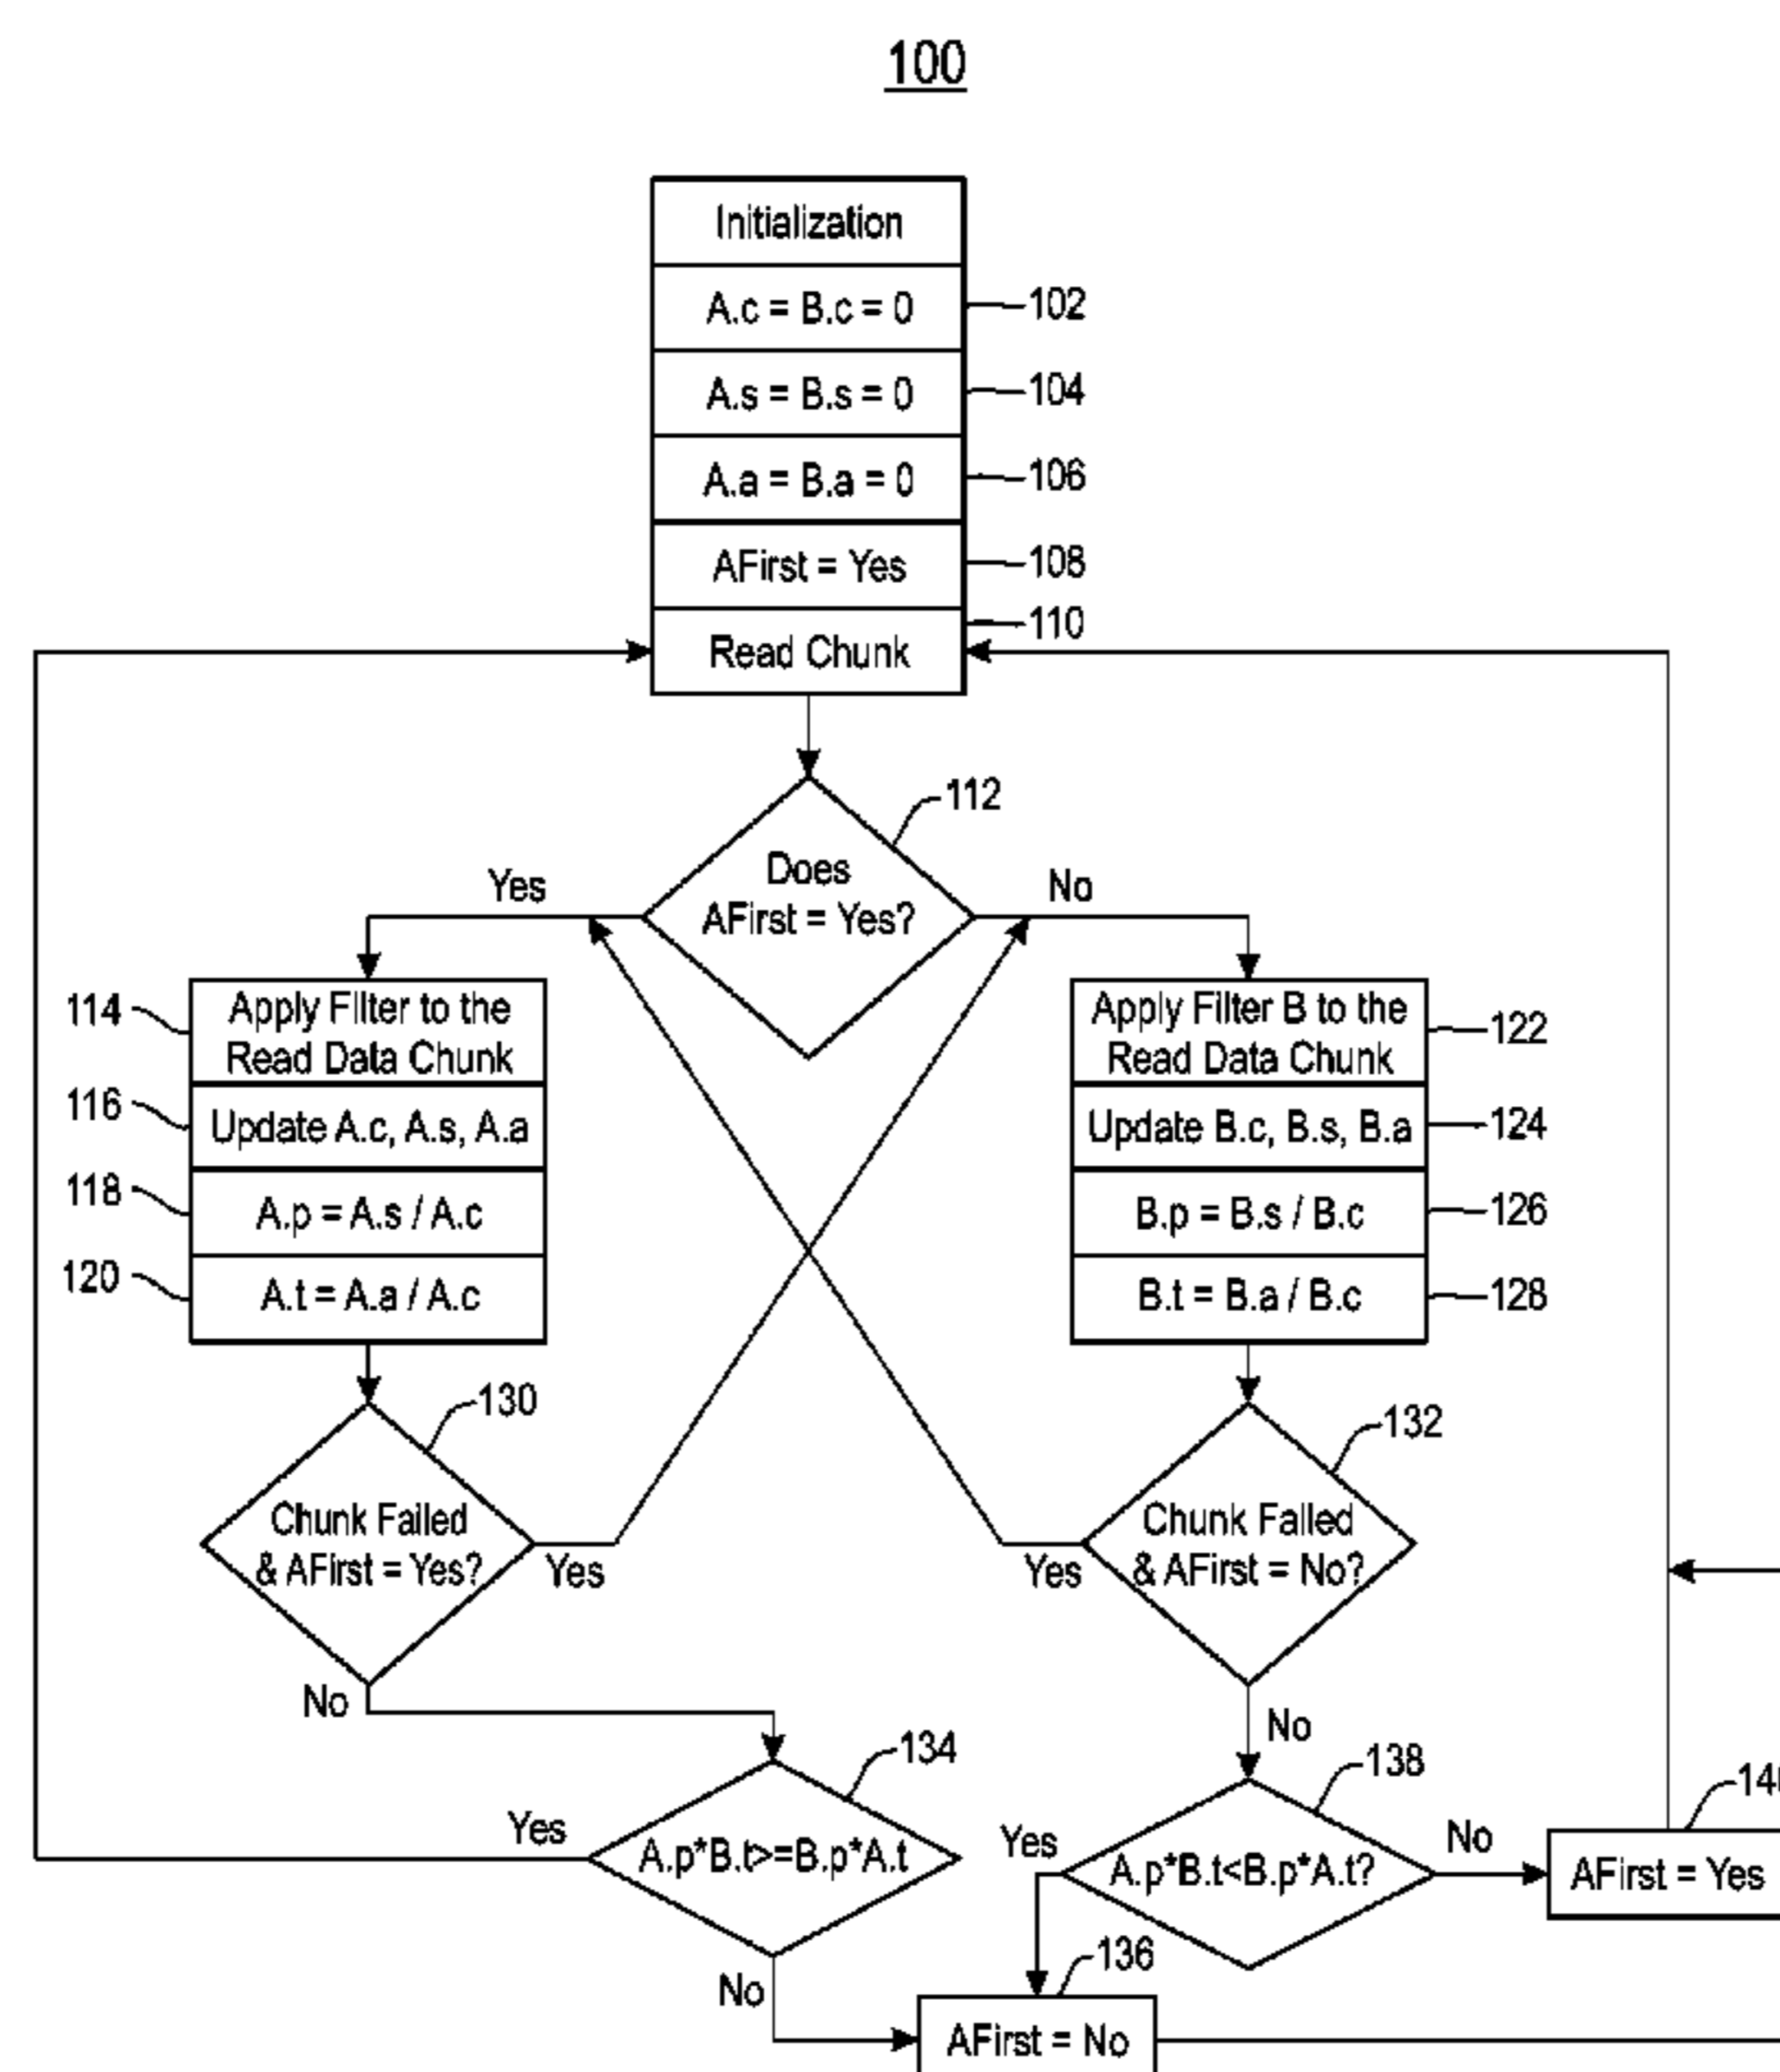 100
Initialization
A.c = B.c = 0
102
A.s = B.s = 0
104
A.a = B.a = 0
106
AFirst = Yes
108
110
Read Chunk
112
Does
AFirst = Yes?
Yes
No
114
Apply Filter to the
Read Data Chunk
116
Update A.c, A.s, A.a
118
A.p = A.s / A.c
120
A.t = A.a / A.c
Apply Filter B to the
Read Data Chunk
122
Update B.c, B.s, B.a
124
B.p = B.s / B.c
126
B.t = B.a / B.c
128
130
Chunk Failed
& AFirst = Yes?
Yes
No
132
Chunk Failed
& AFirst = No?
Yes
No
134
A.p*B.t>=B.p*A.t
Yes
No
138
A.p*B.t<B.p*A.t?
Yes
No
AFirst = Yes
136
AFirst = No